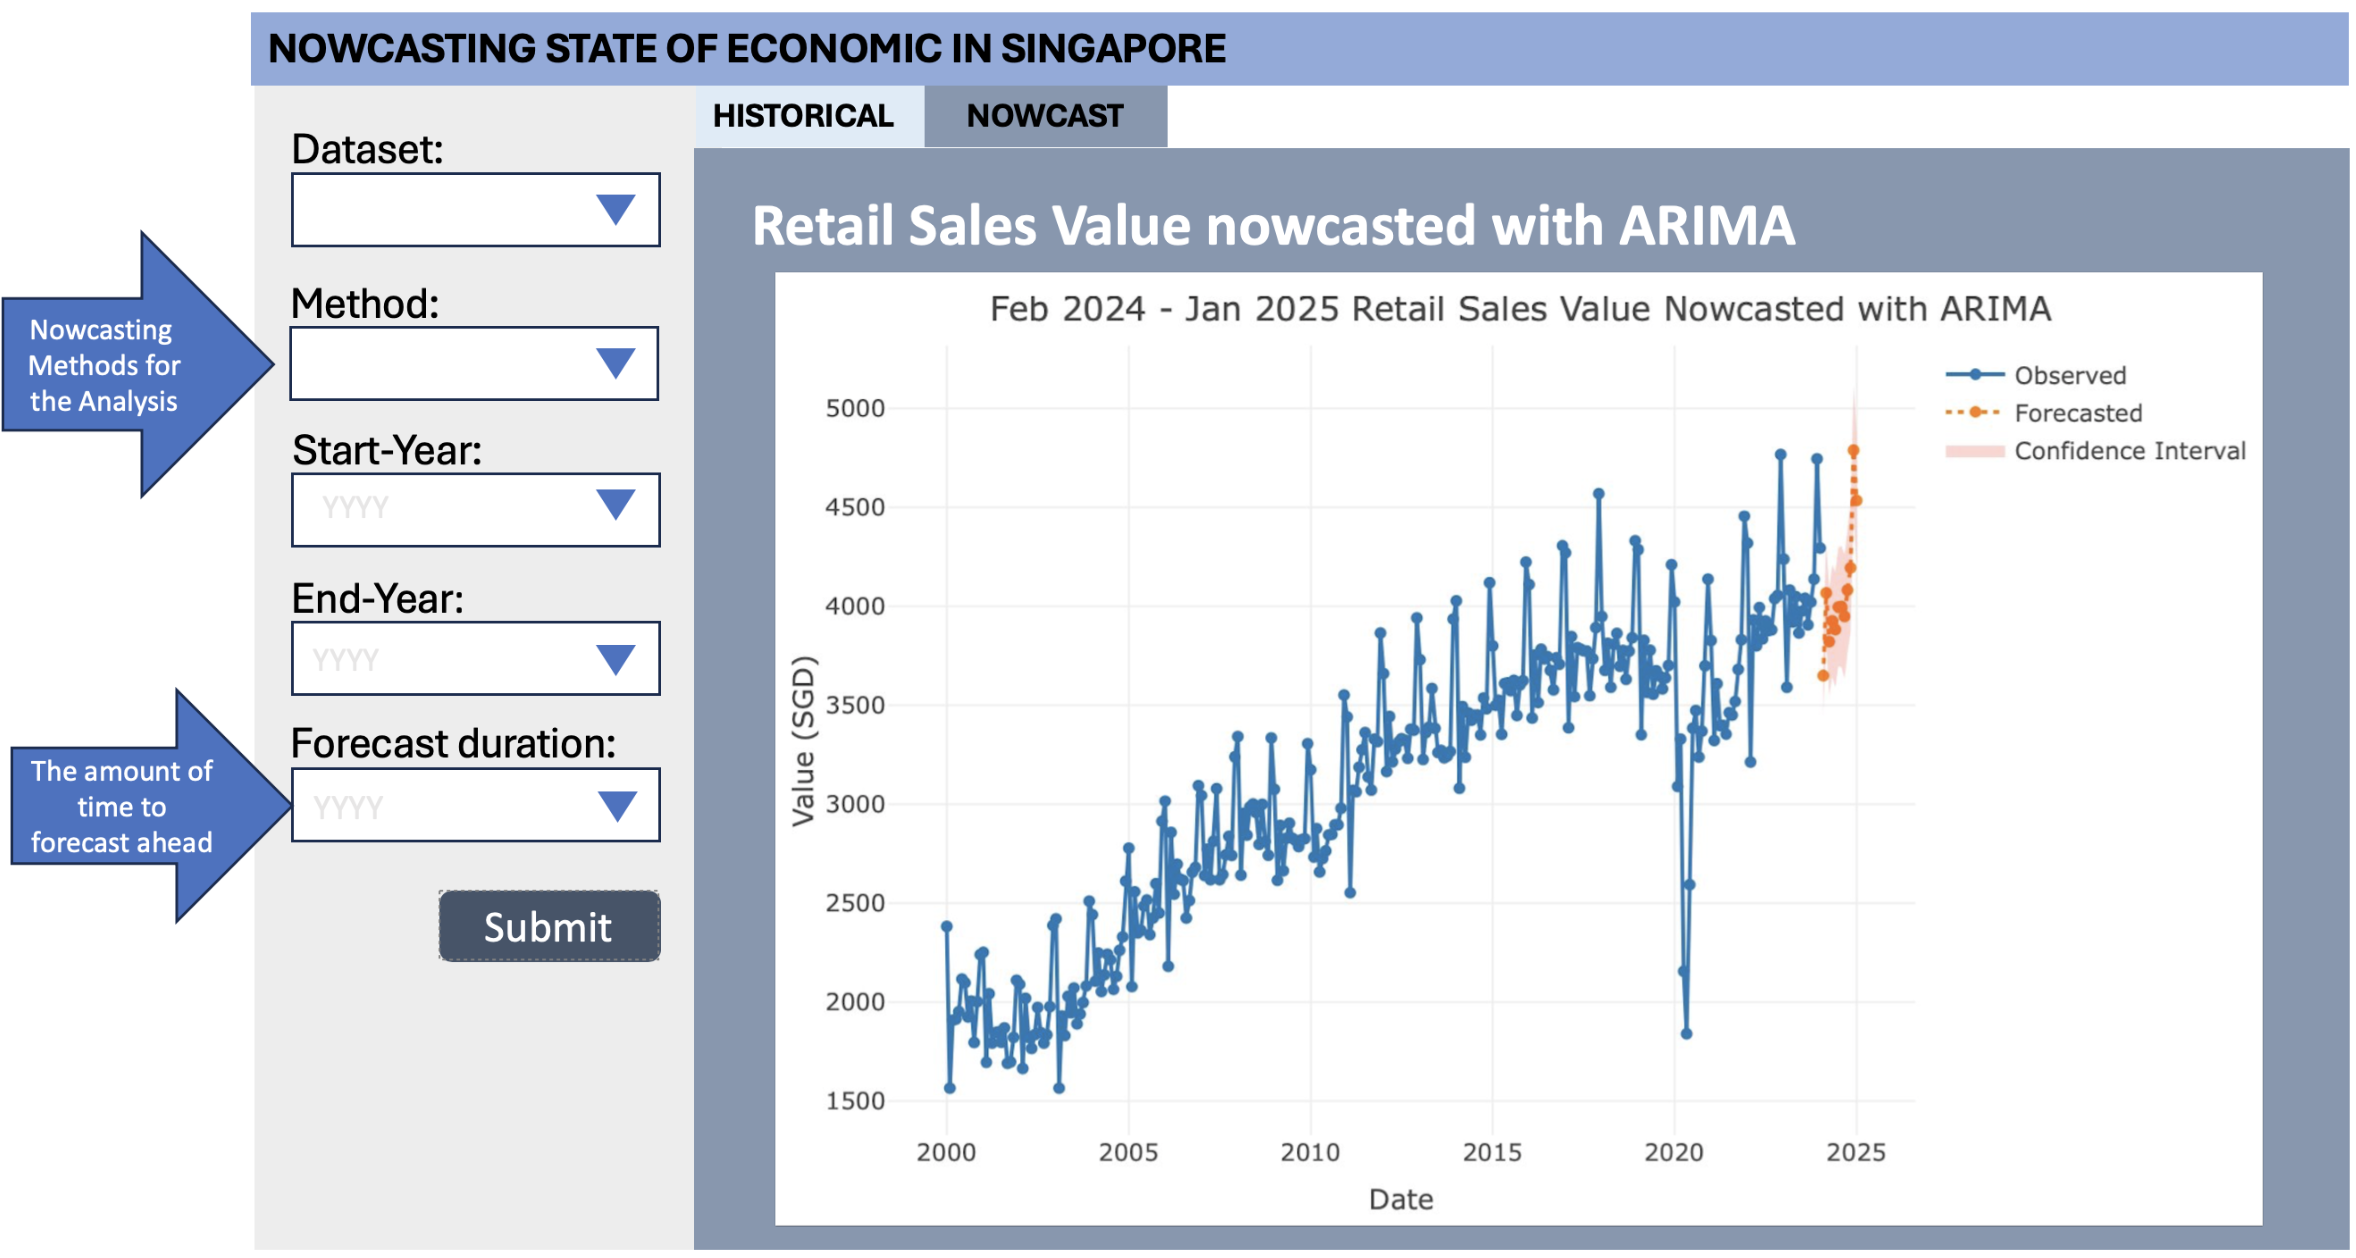 NOWCASTING STATE OF ECONOMIC IN SINGAPORE
HISTORICAL
NOWCAST
Dataset:
Method:
Start-Year:
YYYY
End-Year:
YYYY
Forecast duration:
YYYY
Submit
Nowcasting
Methods for
the Analysis
The amount of
time to
forecast ahead
Retail Sales Value nowcasted with ARIMA
Feb 2024 - Jan 2025 Retail Sales Value Nowcasted with ARIMA
Observed
Forecasted
Confidence Interval
Value (SGD)
5000
4500
4000
3500
3000
2500
2000
1500
2000
2005
2010
2015
2020
2025
Date